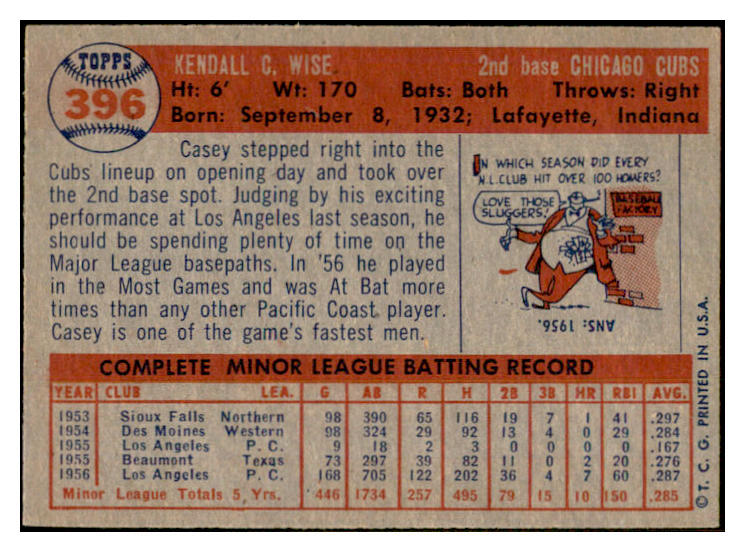 TOPPS
396
KENDALL C. WISE 2nd base CHICAGO CUBS
Ht: 6' Wt: 170 Bats: Both Throws: Right
Born: September 8, 1932; Lafayette, Indiana
Casey stepped right into the
Cubs lineup on opening day and took over
the 2nd base spot. Judging by his exciting
performance at Los Angeles last season, he
should be spending plenty of time on the
Major League basepaths. In '56 he played
in the Most Games and was At Bat more
times than any other Pacific Coast player.
Casey is one of the game's fastest men.
IN WHICH SEASON DID EVERY
N.L. CLUB HIT OVER 100 HOMERS?
LOVE THOSE
SLUGGERS!
BASEBALL
FACTORY
ANS: 1956.
COMPLETE MINOR LEAGUE BATTING RECORD
YEAR CLUB LEA. G AB R H 2B 3B HR RBI AVG.
1953 Sioux Falls Northern 98 390 65 116 19 7 1 41 .297
1954 Des Moines Western 98 324 29 92 13 4 0 29 .284
1955 Los Angeles P. C. 9 18 2 3 0 0 0 0 .167
1955 Beaumont Texas 73 297 39 82 11 0 2 20 .276
1956 Los Angeles P. C. 168 705 122 202 36 4 7 60 .287
Minor League Totals 5 Yrs. 446 1734 257 495 79 15 10 150 .285
© T. C. G. PRINTED IN U.S.A.